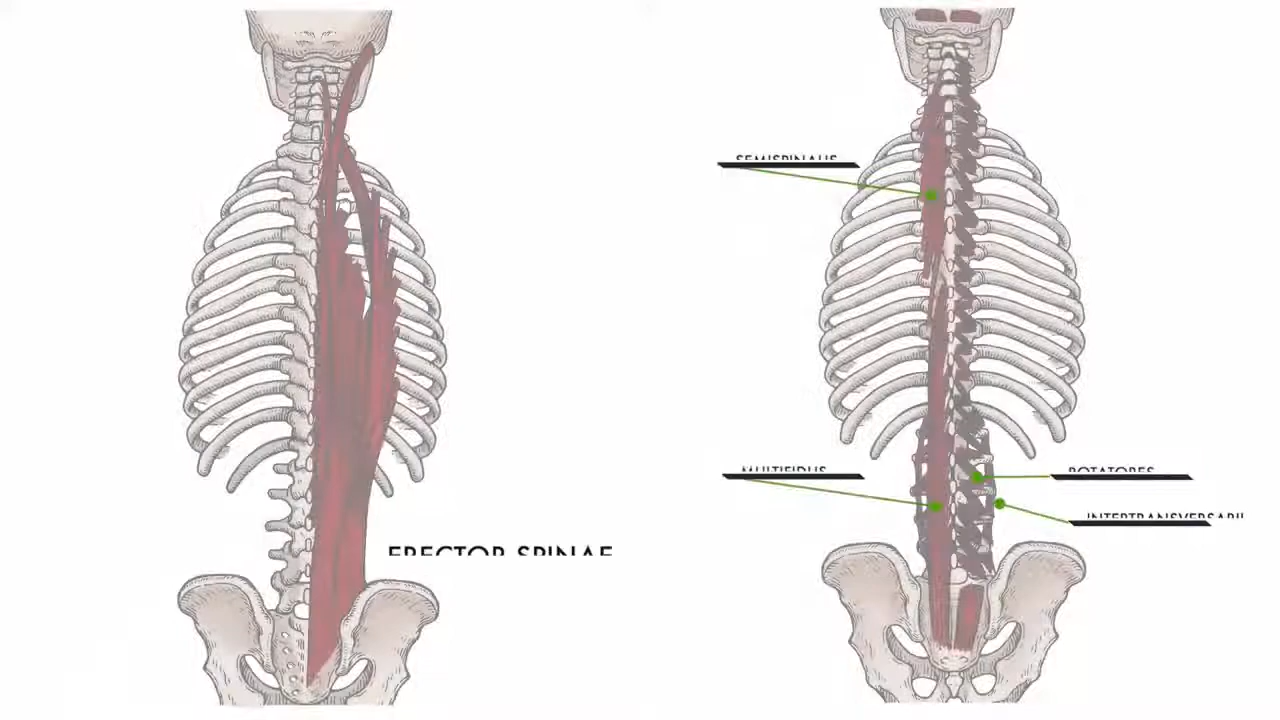 SEMISPINALIS
MULTIFIDUS
ROTATORES
INTERTRANSVERSARII
ERECTOR SPINAE